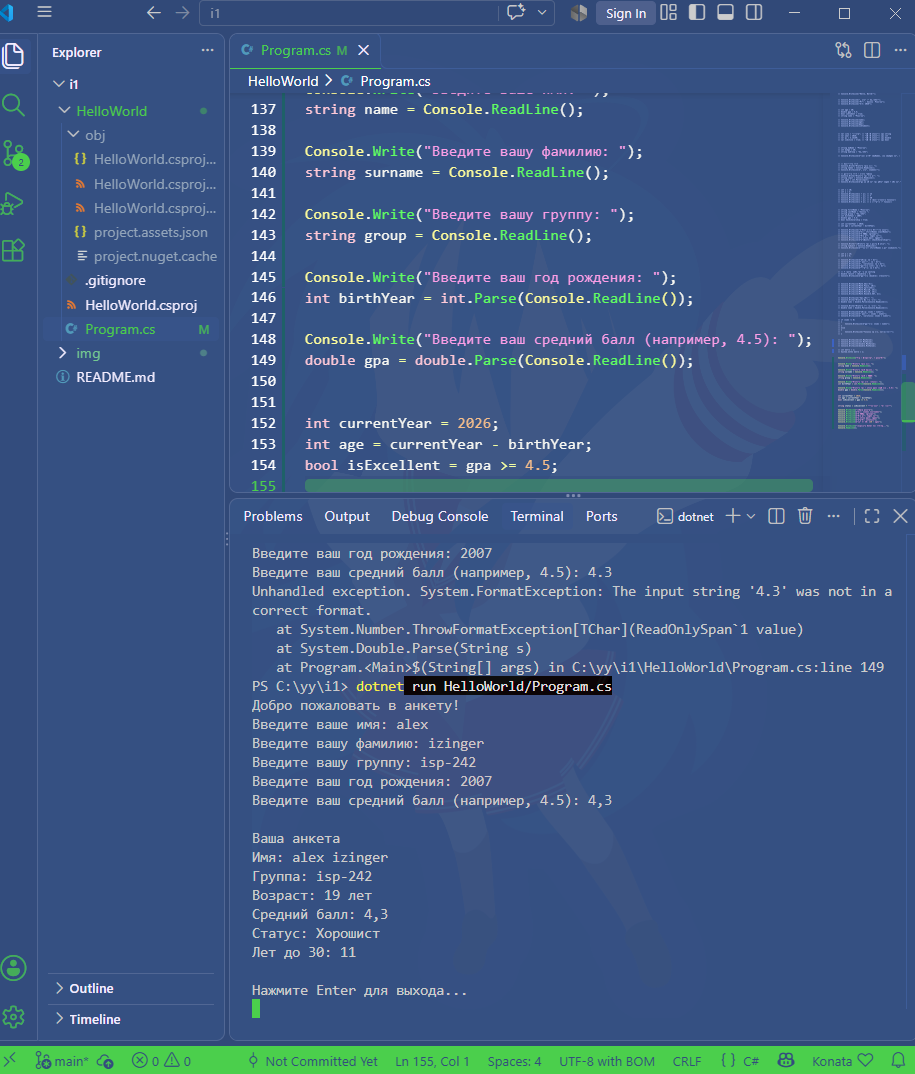 i1
Sign In
Explorer
Program.cs M
i1
HelloWorld > Program.cs
HelloWorld
obj
HelloWorld.csproj...
HelloWorld.csproj...
HelloWorld.csproj...
project.assets.json
project.nuget.cache
.gitignore
HelloWorld.csproj
Program.cs M
img
README.md
2
137 string name = Console.ReadLine();
138
139 Console.Write("Введите вашу фамилию: ");
140 string surname = Console.ReadLine();
141
142 Console.Write("Введите вашу группу: ");
143 string group = Console.ReadLine();
144
145 Console.Write("Введите ваш год рождения: ");
146 int birthYear = int.Parse(Console.ReadLine());
147
148 Console.Write("Введите ваш средний балл (например, 4.5): ");
149 double gpa = double.Parse(Console.ReadLine());
150
151
152 int currentYear = 2026;
153 int age = currentYear - birthYear;
154 bool isExcellent = gpa >= 4.5;
155
Problems Output Debug Console Terminal Ports dotnet
Введите ваш год рождения: 2007
Введите ваш средний балл (например, 4.5): 4.3
Unhandled exception. System.FormatException: The input string '4.3' was not in a
correct format.
at System.Number.ThrowFormatException[TChar](ReadOnlySpan`1 value)
at System.Double.Parse(String s)
at Program.<Main>$(String[] args) in C:\yy\i1\HelloWorld\Program.cs:line 149
PS C:\yy\i1> dotnet run HelloWorld/Program.cs
Добро пожаловать в анкету!
Введите ваше имя: alex
Введите вашу фамилию: izinger
Введите вашу группу: isp-242
Введите ваш год рождения: 2007
Введите ваш средний балл (например, 4.5): 4,3
Ваша анкета
Имя: alex izinger
Группа: isp-242
Возраст: 19 лет
Средний балл: 4,3
Статус: Хорошист
Лет до 30: 11
Нажмите Enter для выхода...
Outline
Timeline
main* 0 0 Not Committed Yet Ln 155, Col 1 Spaces: 4 UTF-8 with BOM CRLF {} C# Konata